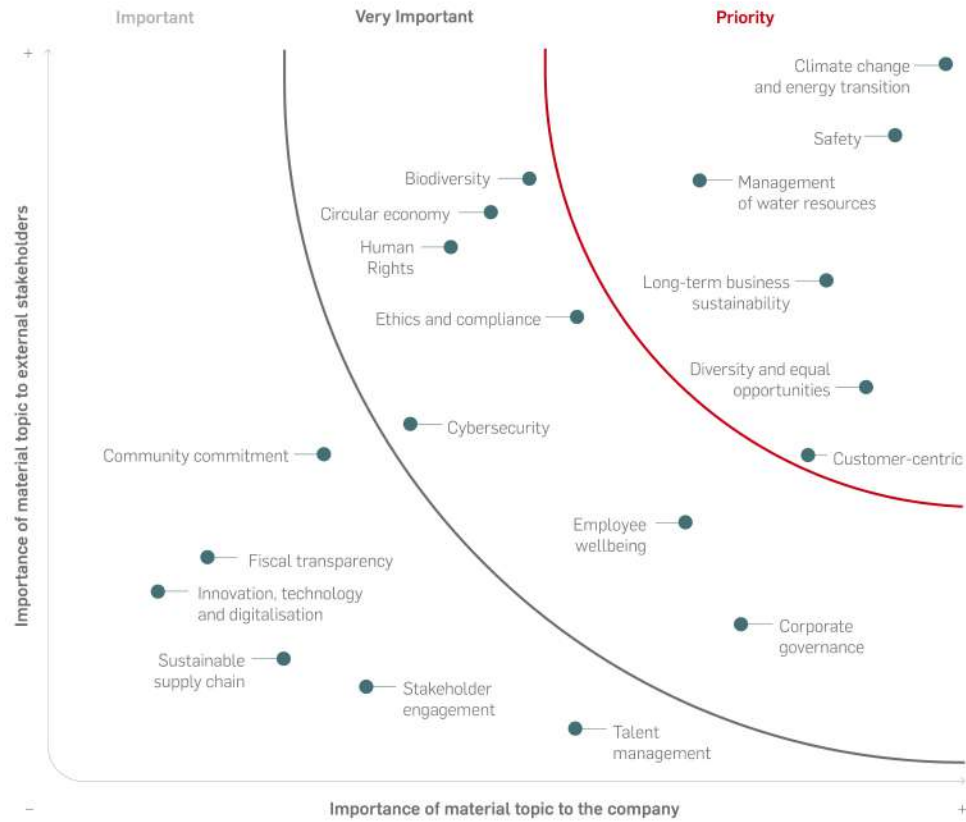 Important
Very Important
Priority
+
Climate change
and energy transition
Safety
Biodiversity
Management
of water resources
Circular economy
Human
Rights
Long-term business
sustainability
Ethics and compliance
Diversity and equal
opportunities
Cybersecurity
Community commitment
Customer-centric
Employee
wellbeing
Fiscal transparency
Innovation, technology
and digitalisation
Corporate
governance
Sustainable
supply chain
Stakeholder
engagement
Talent
management
Importance of material topic to external stakeholders
–
Importance of material topic to the company
+